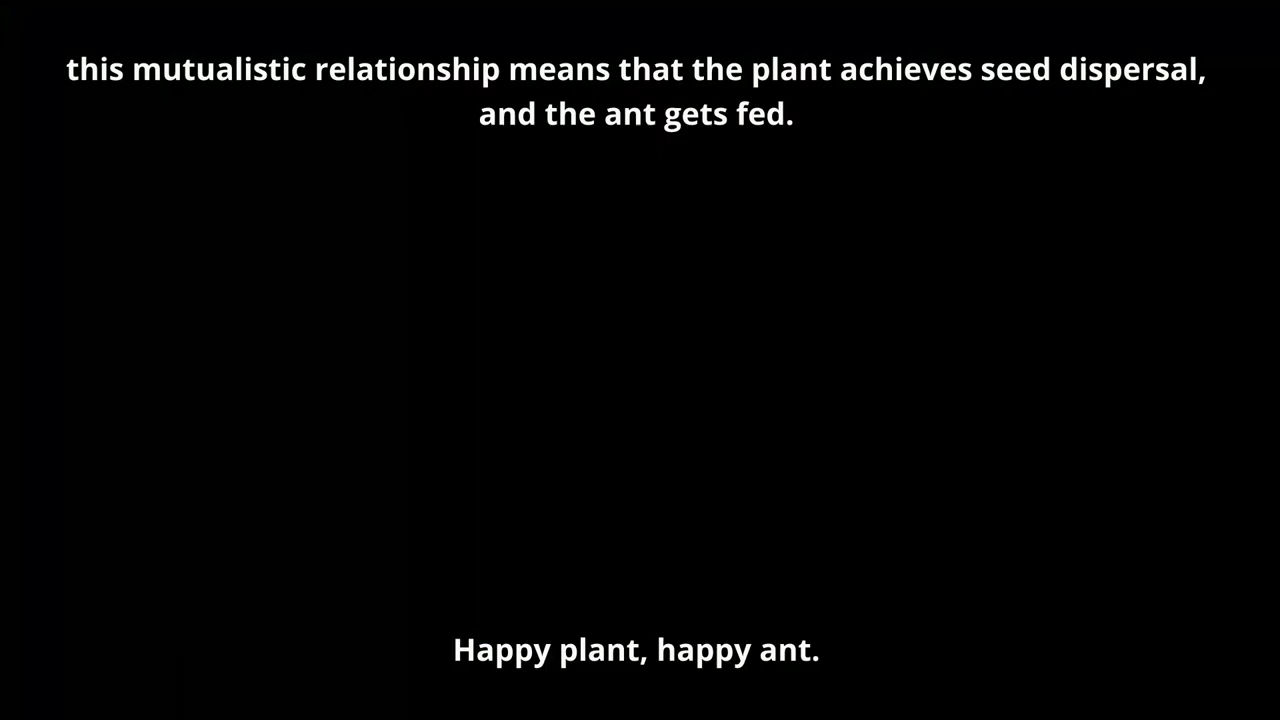 this mutualistic relationship means that the plant achieves seed dispersal,
and the ant gets fed.
Happy plant, happy ant.